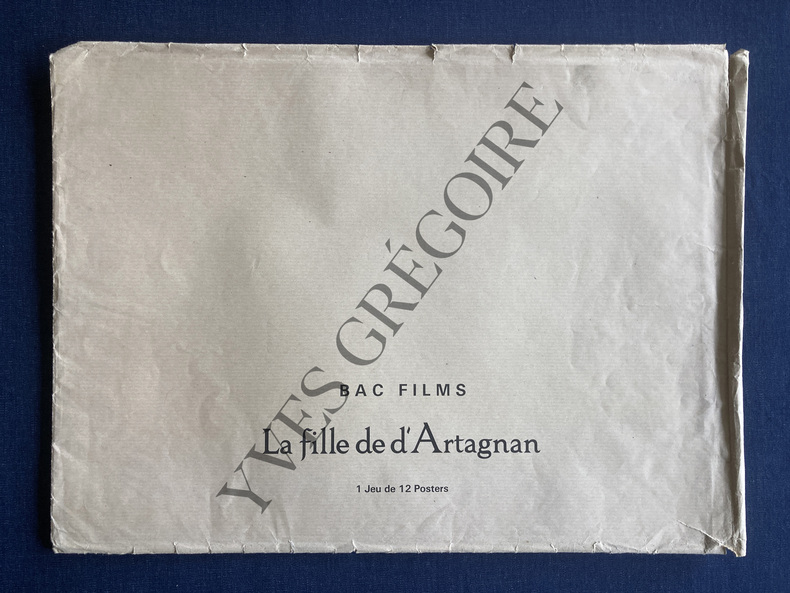 YVES GRÉGOIRE
BAC FILMS
La fille de d'Artagnan
1 Jeu de 12 Posters